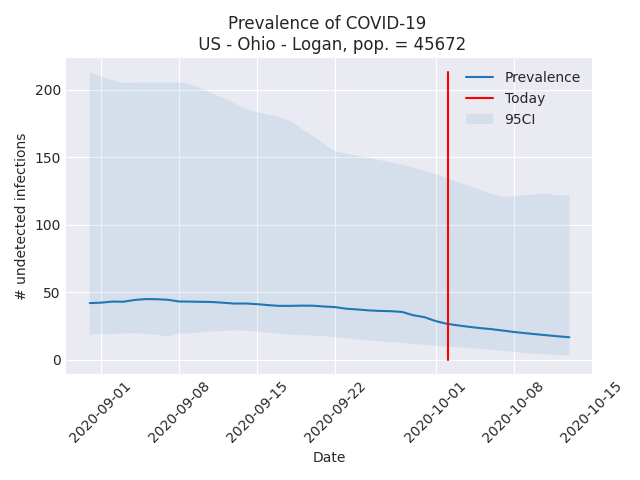 Prevalence of COVID-19
US - Ohio - Logan, pop. = 45672
Prevalence
Today
95CI
# undetected infections
200
150
100
50
0
2020-09-01
2020-09-08
2020-09-15
2020-09-22
2020-10-01
2020-10-08
2020-10-15
Date